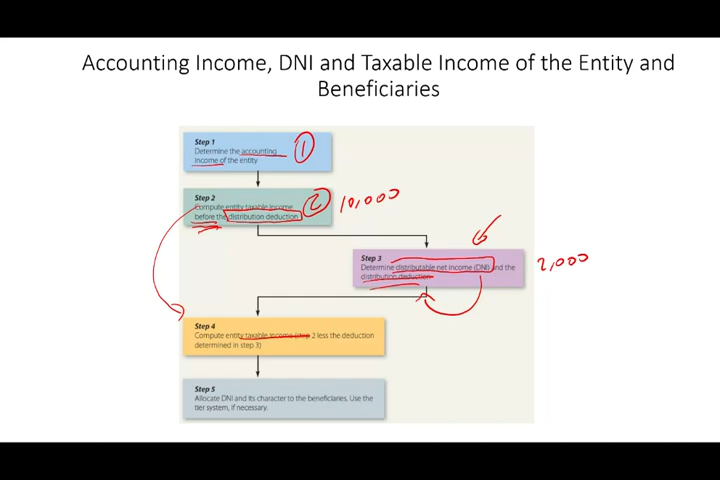 Accounting Income, DNI and Taxable Income of the Entity and
Beneficiaries
Step 1
Determine the accounting
income of the entity
1
Step 2
Compute entity taxable income
before the distribution deduction
2
10,000
Step 3
Determine distributable net income (DNI) and the
distribution deduction
2,000
Step 4
Compute entity taxable income (step 2 less the deduction
determined in step 3)
Step 5
Allocate DNI and its character to the beneficiaries. Use the
tier system, if necessary.